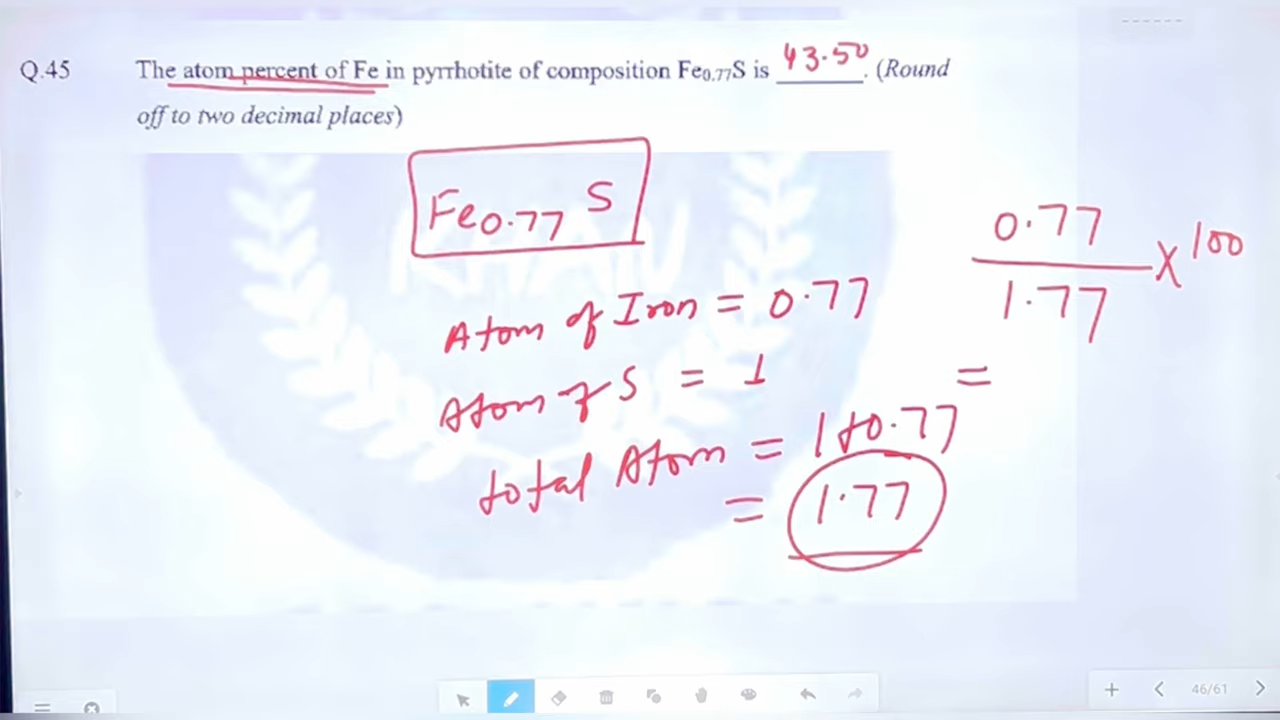 Q.45 The atom percent of Fe in pyrrhotite of composition Fe0.77S is 43.50. (Round
off to two decimal places)
Fe0.77 S
Atom of Iron = 0.77
Atom of S = 1
total Atom = 1+0.77
= 1.77
0.77
1.77
× 100
=
KHAN
46/61